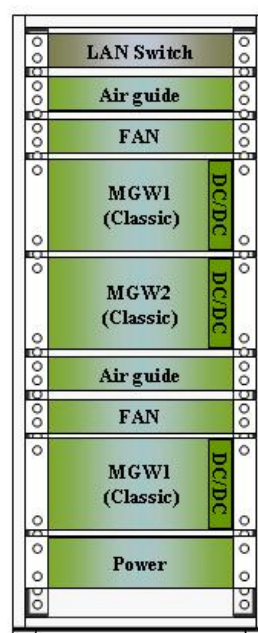 LAN Switch
Air guide
FAN
MGW1
(Classic)
DC/DC
MGW2
(Classic)
DC/DC
Air guide
FAN
MGW1
(Classic)
DC/DC
Power